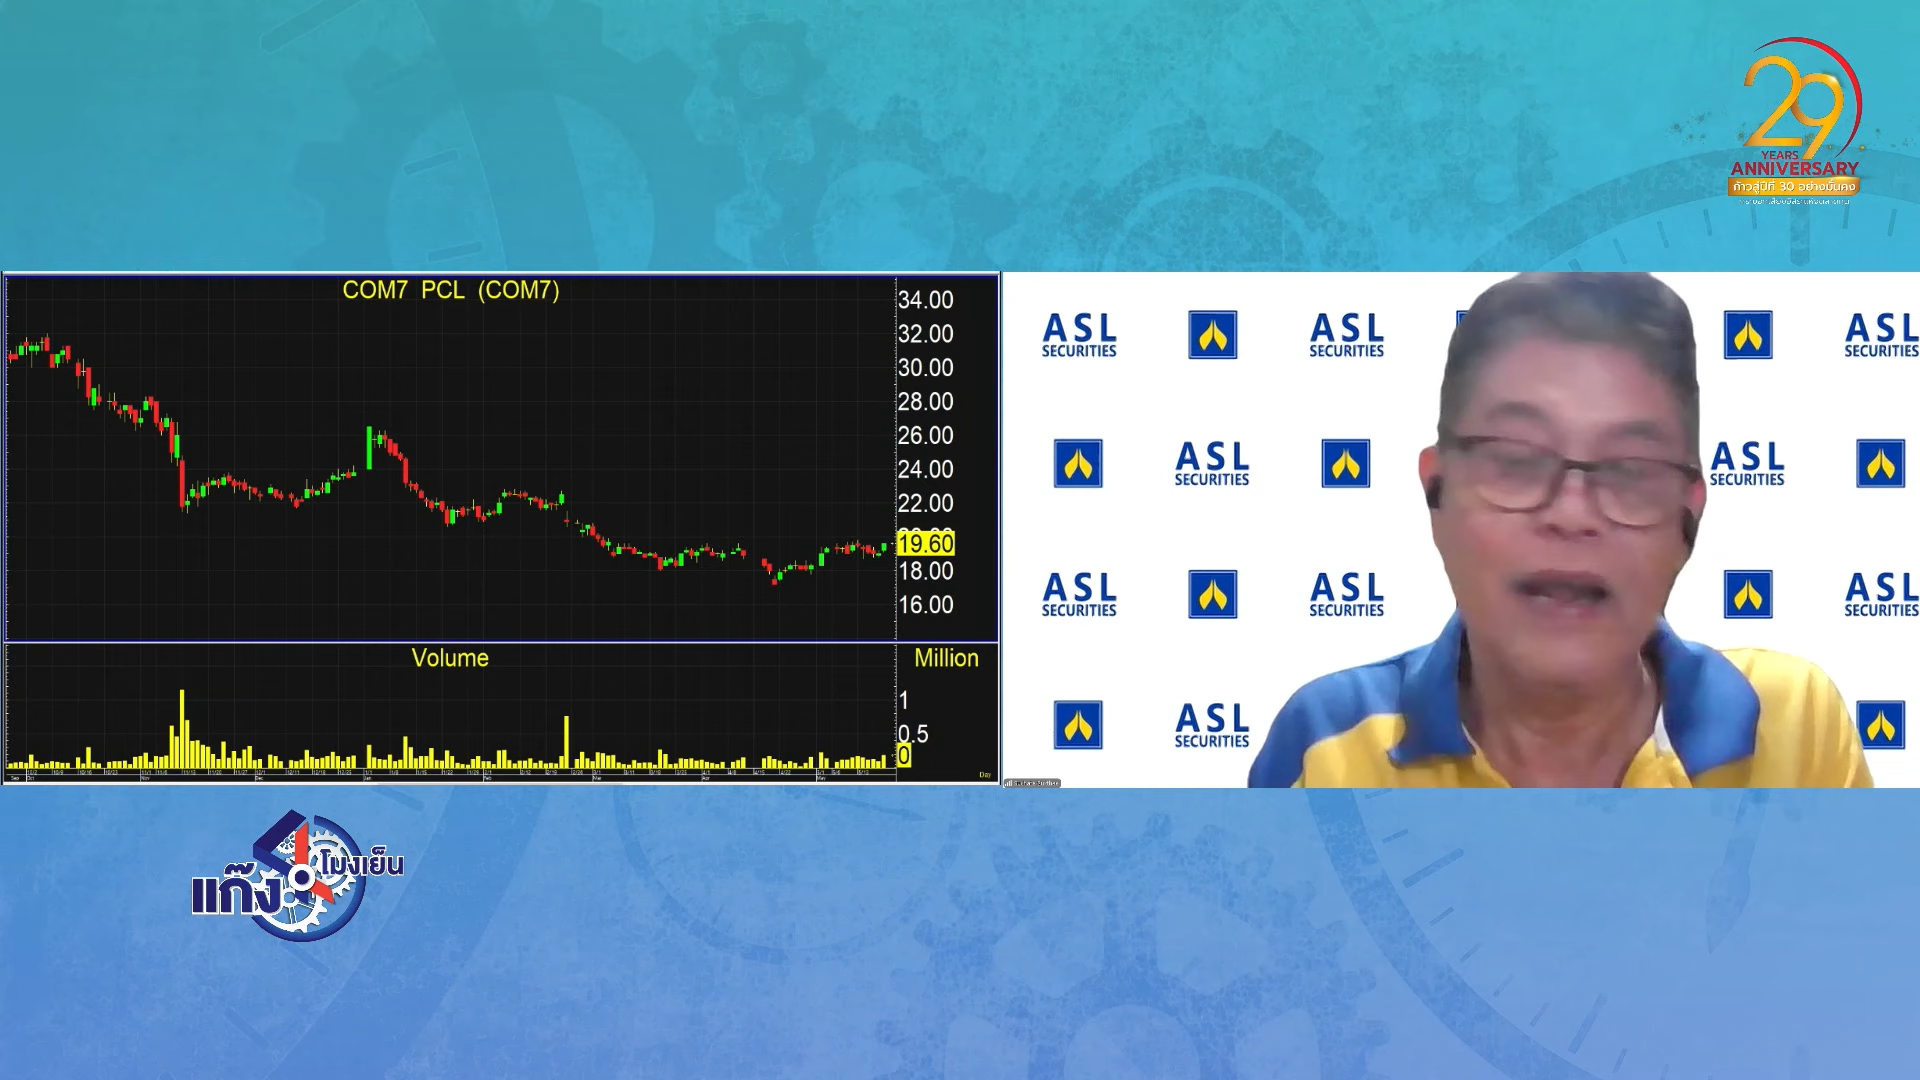 29
YEARS
ANNIVERSARY
ก้าวสู่ปีที่ 30 อย่างมั่นคง
COM7 PCL (COM7)
34.00
32.00
30.00
28.00
26.00
24.00
22.00
19.60
18.00
16.00
Volume
Million
1
0.5
0
Day
ASL
SECURITIES
ASL
SECURITIES
ASL
SECURITIES
ASL
SECURITIES
ASL
SECURITIES
ASL
SECURITIES
ASL
SECURITIES
ASL
SECURITIES
ASL
SECURITIES
แก๊ง 4 โมงเย็น